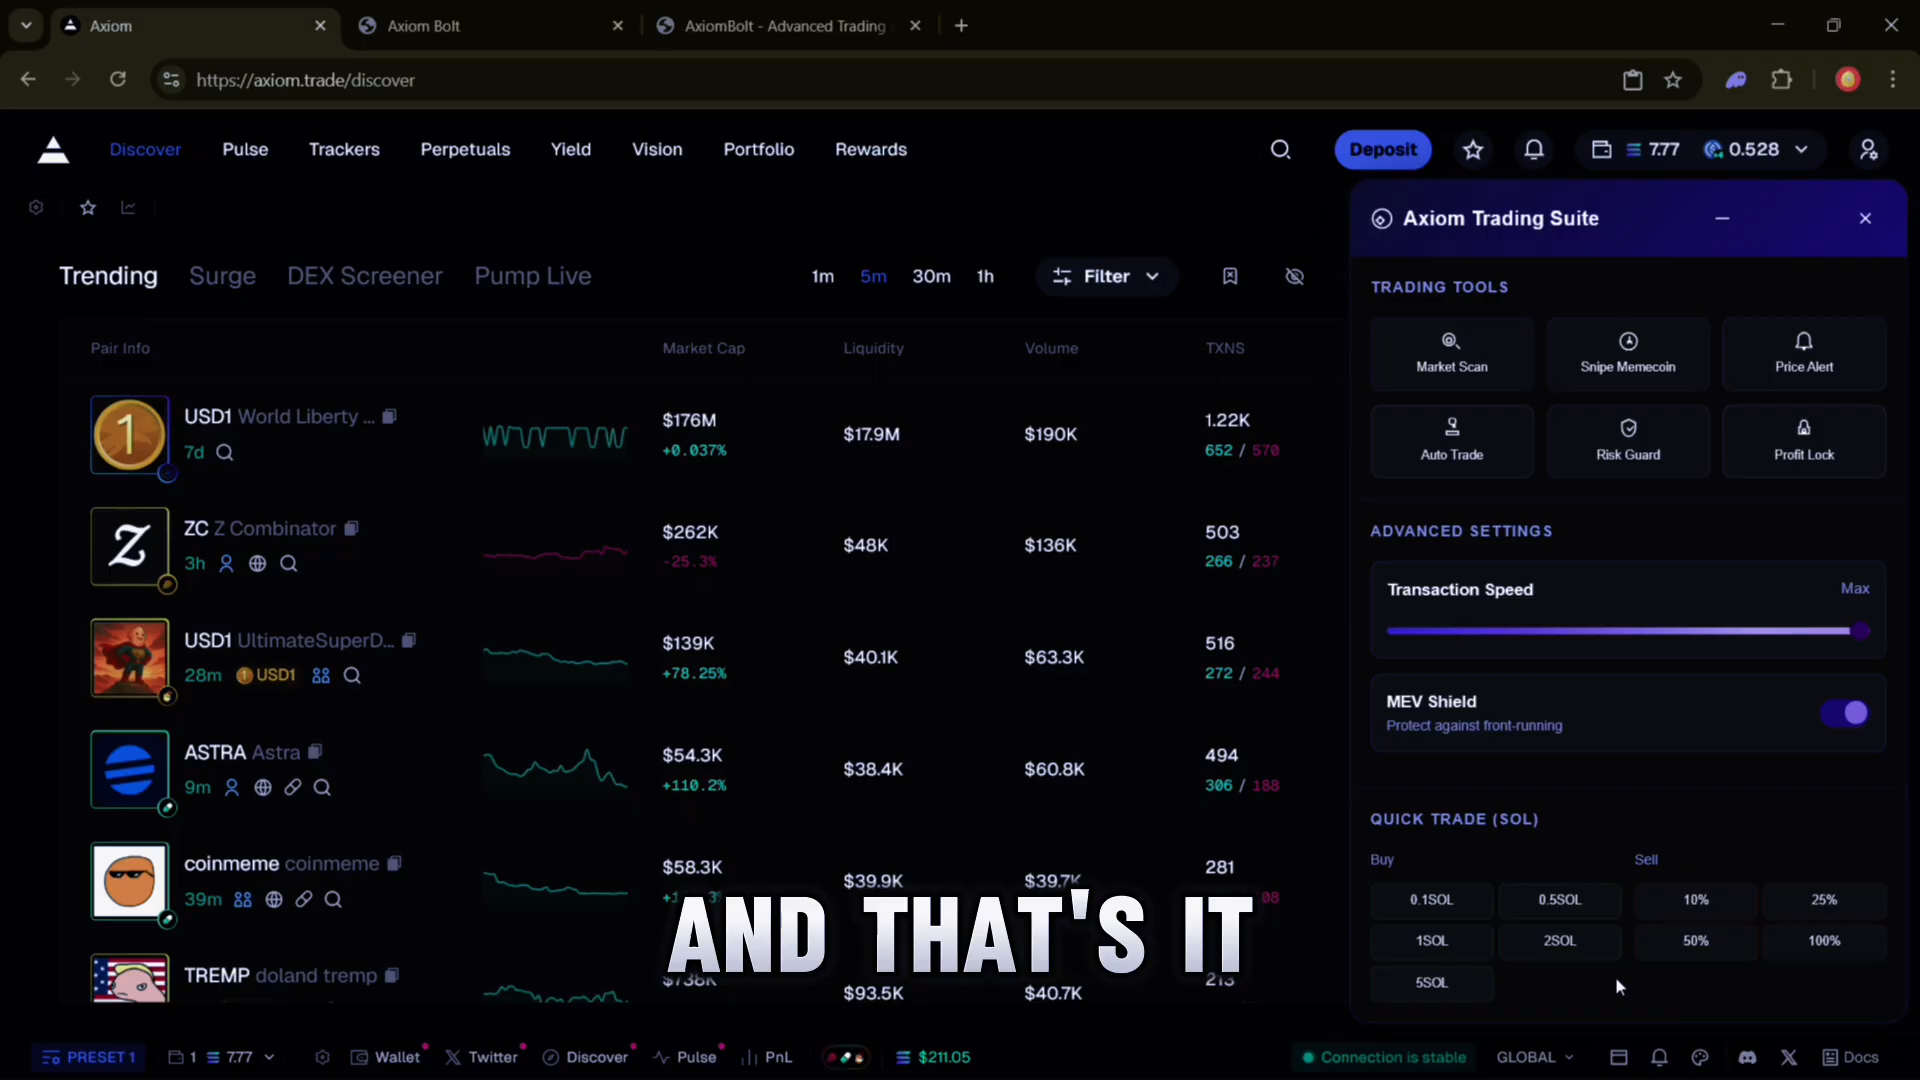 Axiom
Axiom Bolt
AxiomBolt - Advanced Trading
https://axiom.trade/discover
Discover
Pulse
Trackers
Perpetuals
Yield
Vision
Portfolio
Rewards
Deposit
7.77
0.528
Axiom Trading Suite
Trending
Surge
DEX Screener
Pump Live
1m
5m
30m
1h
Filter
Pair Info
Market Cap
Liquidity
Volume
TXNS
USD1 World Liberty ...
7d
$176M
+0.037%
$17.9M
$190K
1.22K
652 / 570
ZC Z Combinator
3h
$262K
-25.3%
$48K
$136K
503
266 / 237
USD1 UltimateSuperD...
28m
USD1
$139K
+78.25%
$40.1K
$63.3K
516
272 / 244
ASTRA Astra
9m
$54.3K
+110.2%
$38.4K
$60.8K
494
306 / 188
coinmeme coinmeme
39m
$58.3K
$39.9K
$39.7K
281
TREMP doland tremp
$738K
$93.5K
$40.7K
213
AND THAT'S IT
TRADING TOOLS
Market Scan
Snipe Memecoin
Price Alert
Auto Trade
Risk Guard
Profit Lock
ADVANCED SETTINGS
Transaction Speed
Max
MEV Shield
Protect against front-running
QUICK TRADE (SOL)
Buy
Sell
0.1SOL
0.5SOL
10%
25%
1SOL
2SOL
50%
100%
5SOL
PRESET 1
1
7.77
Wallet
Twitter
Discover
Pulse
PnL
$211.05
Connection is stable
GLOBAL
Docs